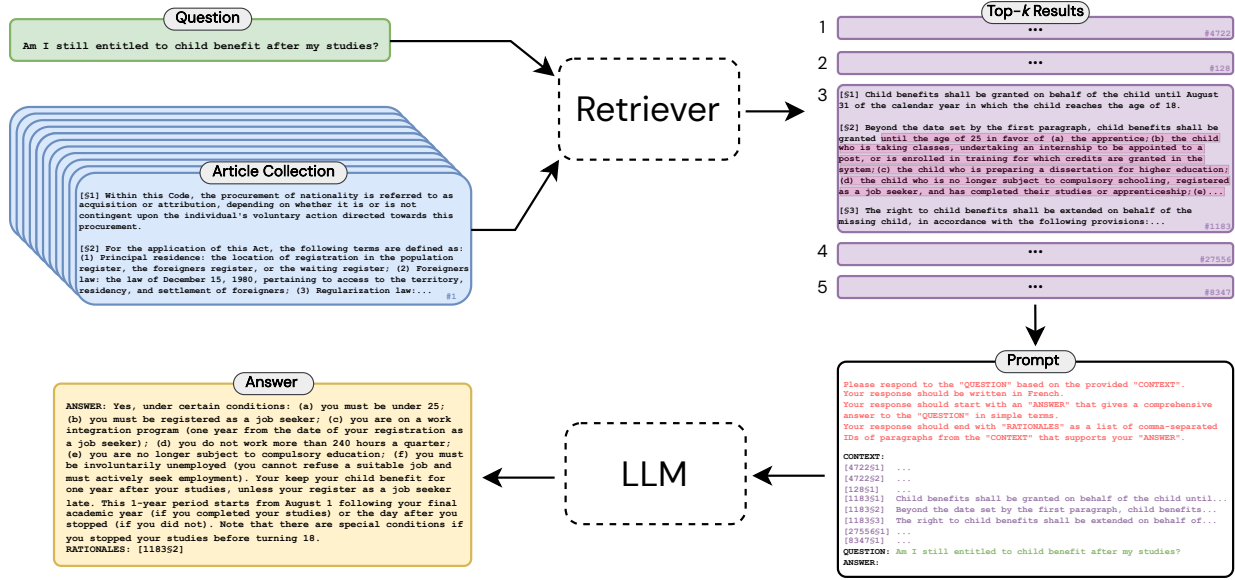 Question
Am I still entitled to child benefit after my studies?
Article Collection
[§1] Within this Code, the procurement of nationality is referred to as
acquisition or attribution, depending on whether it is or is not
contingent upon the individual's voluntary action directed towards this
procurement.
[§2] For the application of this Act, the following terms are defined as:
(1) Principal residence: the location of registration in the population
register, the foreigners register, or the waiting register; (2) Foreigners
law: the law of December 15, 1980, pertaining to access to the territory,
residency, and settlement of foreigners; (3) Regularization law:...
#1
Retriever
Top-k Results
1
...
#4722
2
...
#128
3
[§1] Child benefits shall be granted on behalf of the child until August
31 of the calendar year in which the child reaches the age of 18.
[§2] Beyond the date set by the first paragraph, child benefits shall be
granted until the age of 25 in favor of (a) the apprentice;(b) the child
who is taking classes, undertaking an internship to be appointed to a
post, or is enrolled in training for which credits are granted in the
system;(c) the child who is preparing a dissertation for higher education;
(d) the child who is no longer subject to compulsory schooling, registered
as a job seeker, and has completed their studies or apprenticeship;(e)...
[§3] The right to child benefits shall be extended on behalf of the
missing child, in accordance with the following provisions:...
#1183
4
...
#27556
5
...
#8347
Prompt
Please respond to the "QUESTION" based on the provided "CONTEXT".
Your response should be written in French.
Your response should start with an "ANSWER" that gives a comprehensive
answer to the "QUESTION" in simple terms.
Your response should end with "RATIONALES" as a list of comma-separated
IDs of paragraphs from the "CONTEXT" that supports your "ANSWER".
CONTEXT:
[4722§1] ...
[4722§2] ...
[128§1] ...
[1183§1] Child benefits shall be granted on behalf of the child until...
[1183§2] Beyond the date set by the first paragraph, child benefits...
[1183§3] The right to child benefits shall be extended on behalf of...
[27556§1] ...
[8347§1] ...
QUESTION: Am I still entitled to child benefit after my studies?
ANSWER:
LLM
Answer
ANSWER: Yes, under certain conditions: (a) you must be under 25;
(b) you must be registered as a job seeker; (c) you are on a work
integration program (one year from the date of your registration as
a job seeker); (d) you do not work more than 240 hours a quarter;
(e) you are no longer subject to compulsory education; (f) you must
be involuntarily unemployed (you cannot refuse a suitable job and
must actively seek employment). Your keep your child benefit for
one year after your studies, unless your register as a job seeker
late. This 1-year period starts from August 1 following your final
academic year (if you completed your studies) or the day after you
stopped (if you did not). Note that there are special conditions if
you stopped your studies before turning 18.
RATIONALES: [1183§2]